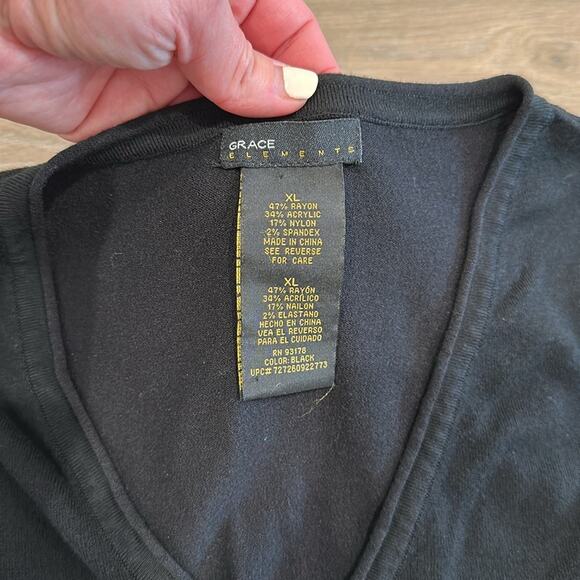 GRACE
ELEMENTS
XL
47% RAYON
34% ACRYLIC
17% NYLON
2% SPANDEX
MADE IN CHINA
SEE REVERSE
FOR CARE
XL
47% RAYÓN
34% ACRÍLICO
17% NAILON
2% ELASTANO
HECHO EN CHINA
VEA EL REVERSO
PARA EL CUIDADO
RN 93178
COLOR: BLACK
UPC# 727260922773